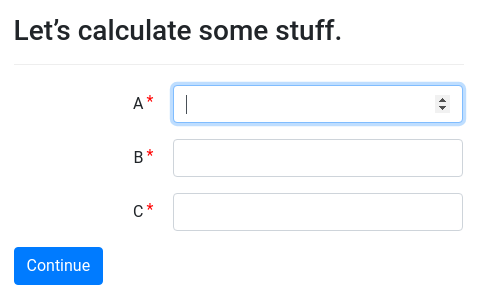 Let’s calculate some stuff.
A *
B *
C *
Continue